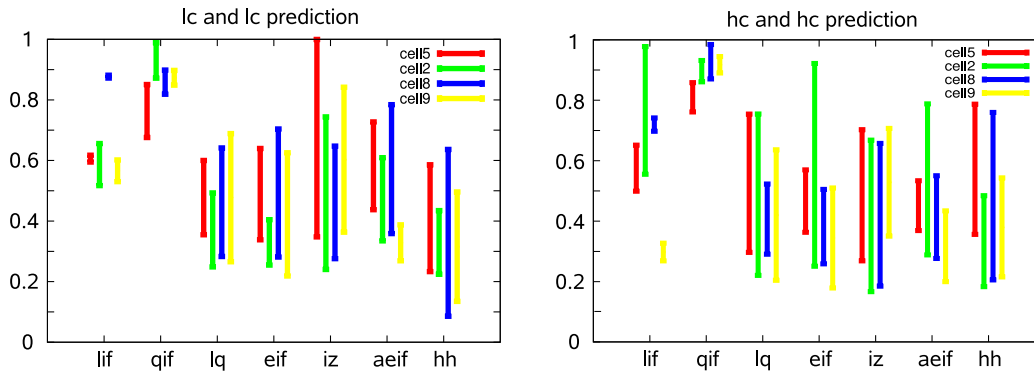 lc and lc prediction
1
0.8
0.6
0.4
0.2
0
cell5
cell2
cell8
cell9
lif qif lq eif iz aeif hh
hc and hc prediction
1
0.8
0.6
0.4
0.2
0
cell5
cell2
cell8
cell9
lif qif lq eif iz aeif hh